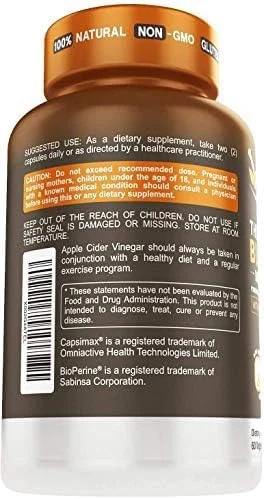 100% NATURAL NON-GMO
SUGGESTED USE: As a dietary supplement, take two (2)
capsules daily or as directed by a healthcare practitioner.
CAUTION: Do not exceed recommended dose. Pregnant or
nursing mothers, children under the age of 18, and individuals
with a known medical condition should consult a physician
before using this or any dietary supplement.
KEEP OUT OF THE REACH OF CHILDREN. DO NOT USE IF
SAFETY SEAL IS DAMAGED OR MISSING. STORE AT ROOM
TEMPERATURE.
Apple Cider Vinegar should always be taken in
conjunction with a healthy diet and a regular
exercise program.
* These statements have not been evaluated by the
Food and Drug Administration. This product is not
intended to diagnose, treat, cure or prevent any
disease.
Capsimax® is a registered trademark of
Omniactive Health Technologies Limited.
BioPerine® is a registered trademark of
Sabinsa Corporation.